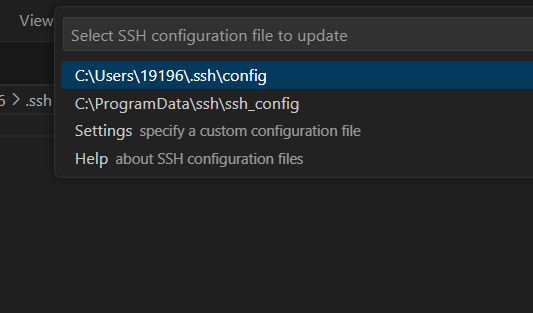 View
Select SSH configuration file to update
C:\Users\19196\.ssh\config
6 > .ssh
C:\ProgramData\ssh\ssh_config
Settings specify a custom configuration file
Help about SSH configuration files